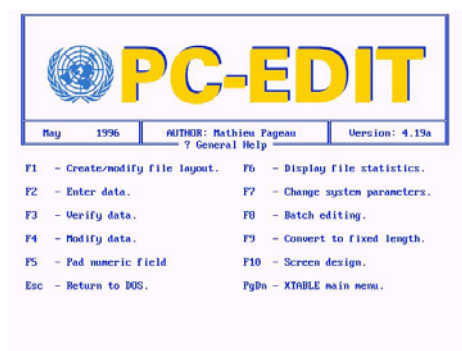 PC-EDIT
May 1996 AUTHOR: Mathieu Pageau Version: 4.19a
? General Help
F1 - Create/modify file layout. F6 - Display file statistics.
F2 - Enter data. F7 - Change system parameters.
F3 - Verify data. F8 - Batch editing.
F4 - Modify data. F9 - Convert to fixed length.
F5 - Pad numeric field F10 - Screen design.
Esc - Return to DOS. PgDn - XTABLE main menu.